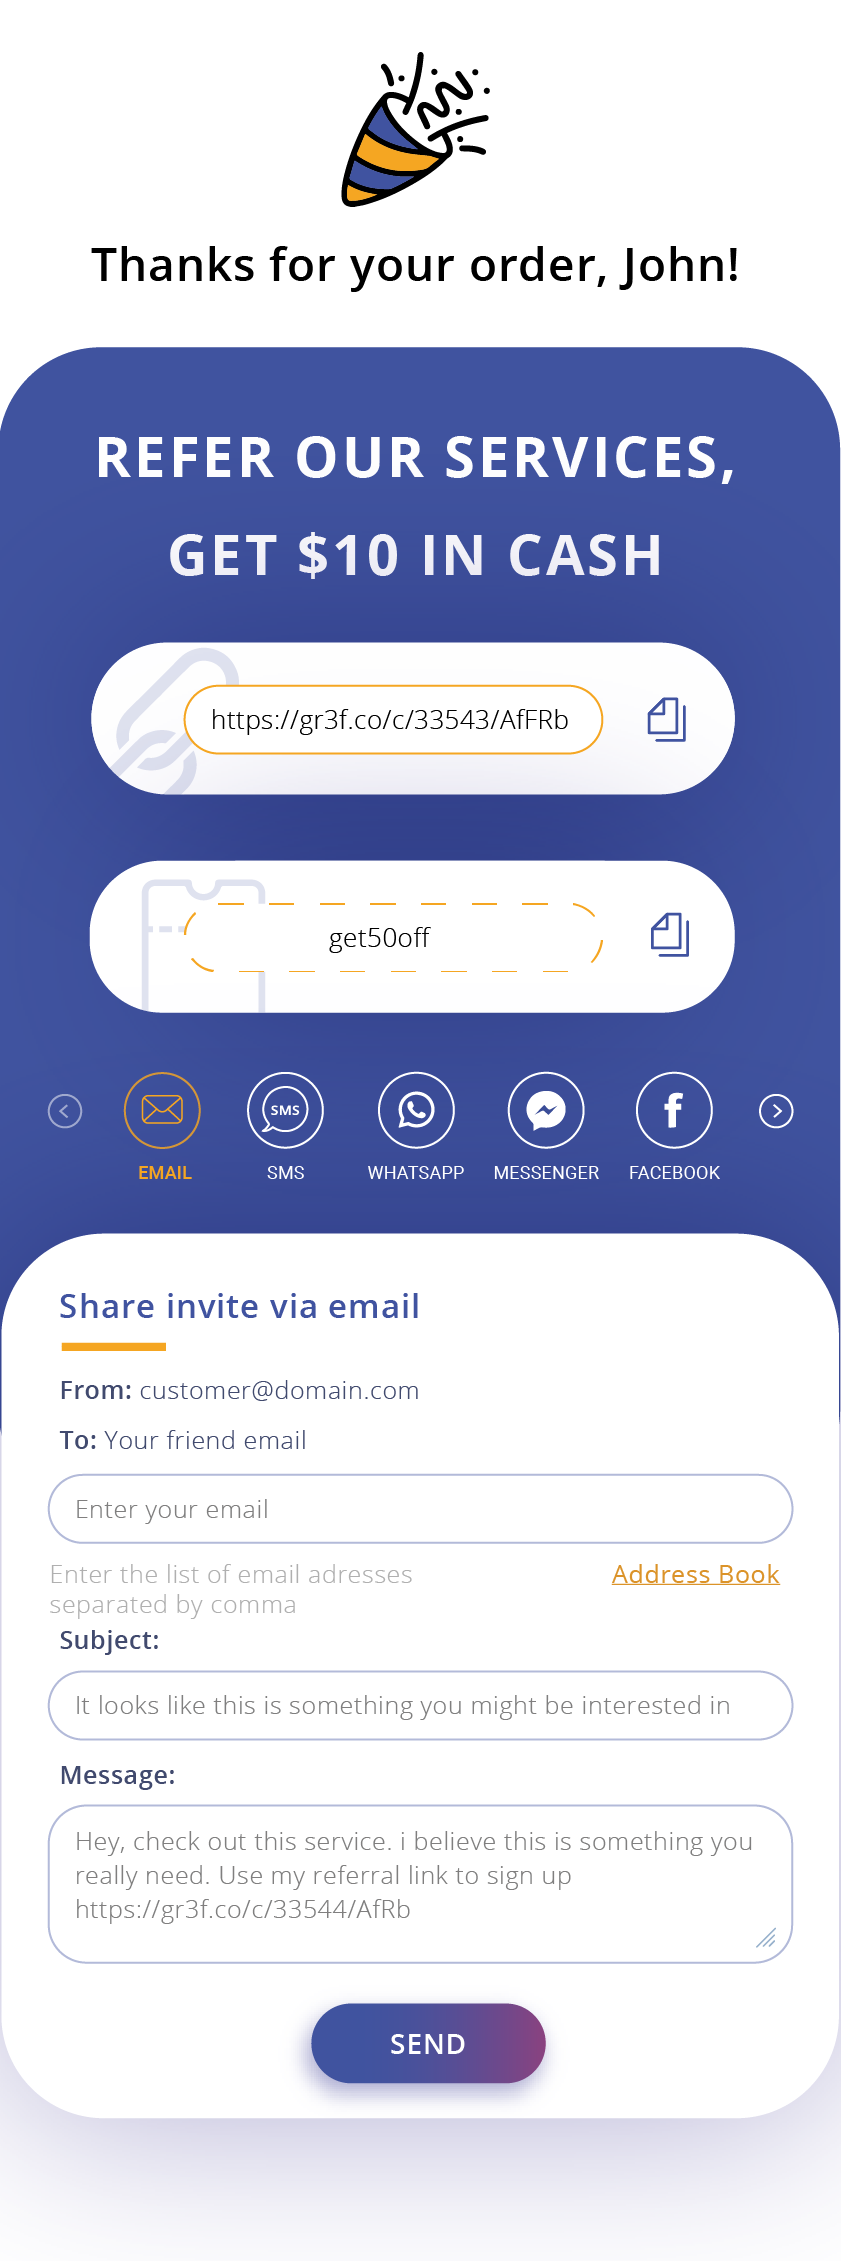 Thanks for your order, John!
REFER OUR SERVICES,
GET $10 IN CASH
https://gr3f.co/c/33543/AfFRb
get50off
SMS
EMAIL SMS WHATSAPP MESSENGER FACEBOOK
Share invite via email
From: customer@domain.com
To: Your friend email
Enter your email
Enter the list of email adresses
separated by comma
Address Book
Subject:
It looks like this is something you might be interested in
Message:
Hey, check out this service. i believe this is something you
really need. Use my referral link to sign up
https://gr3f.co/c/33544/AfRb
SEND